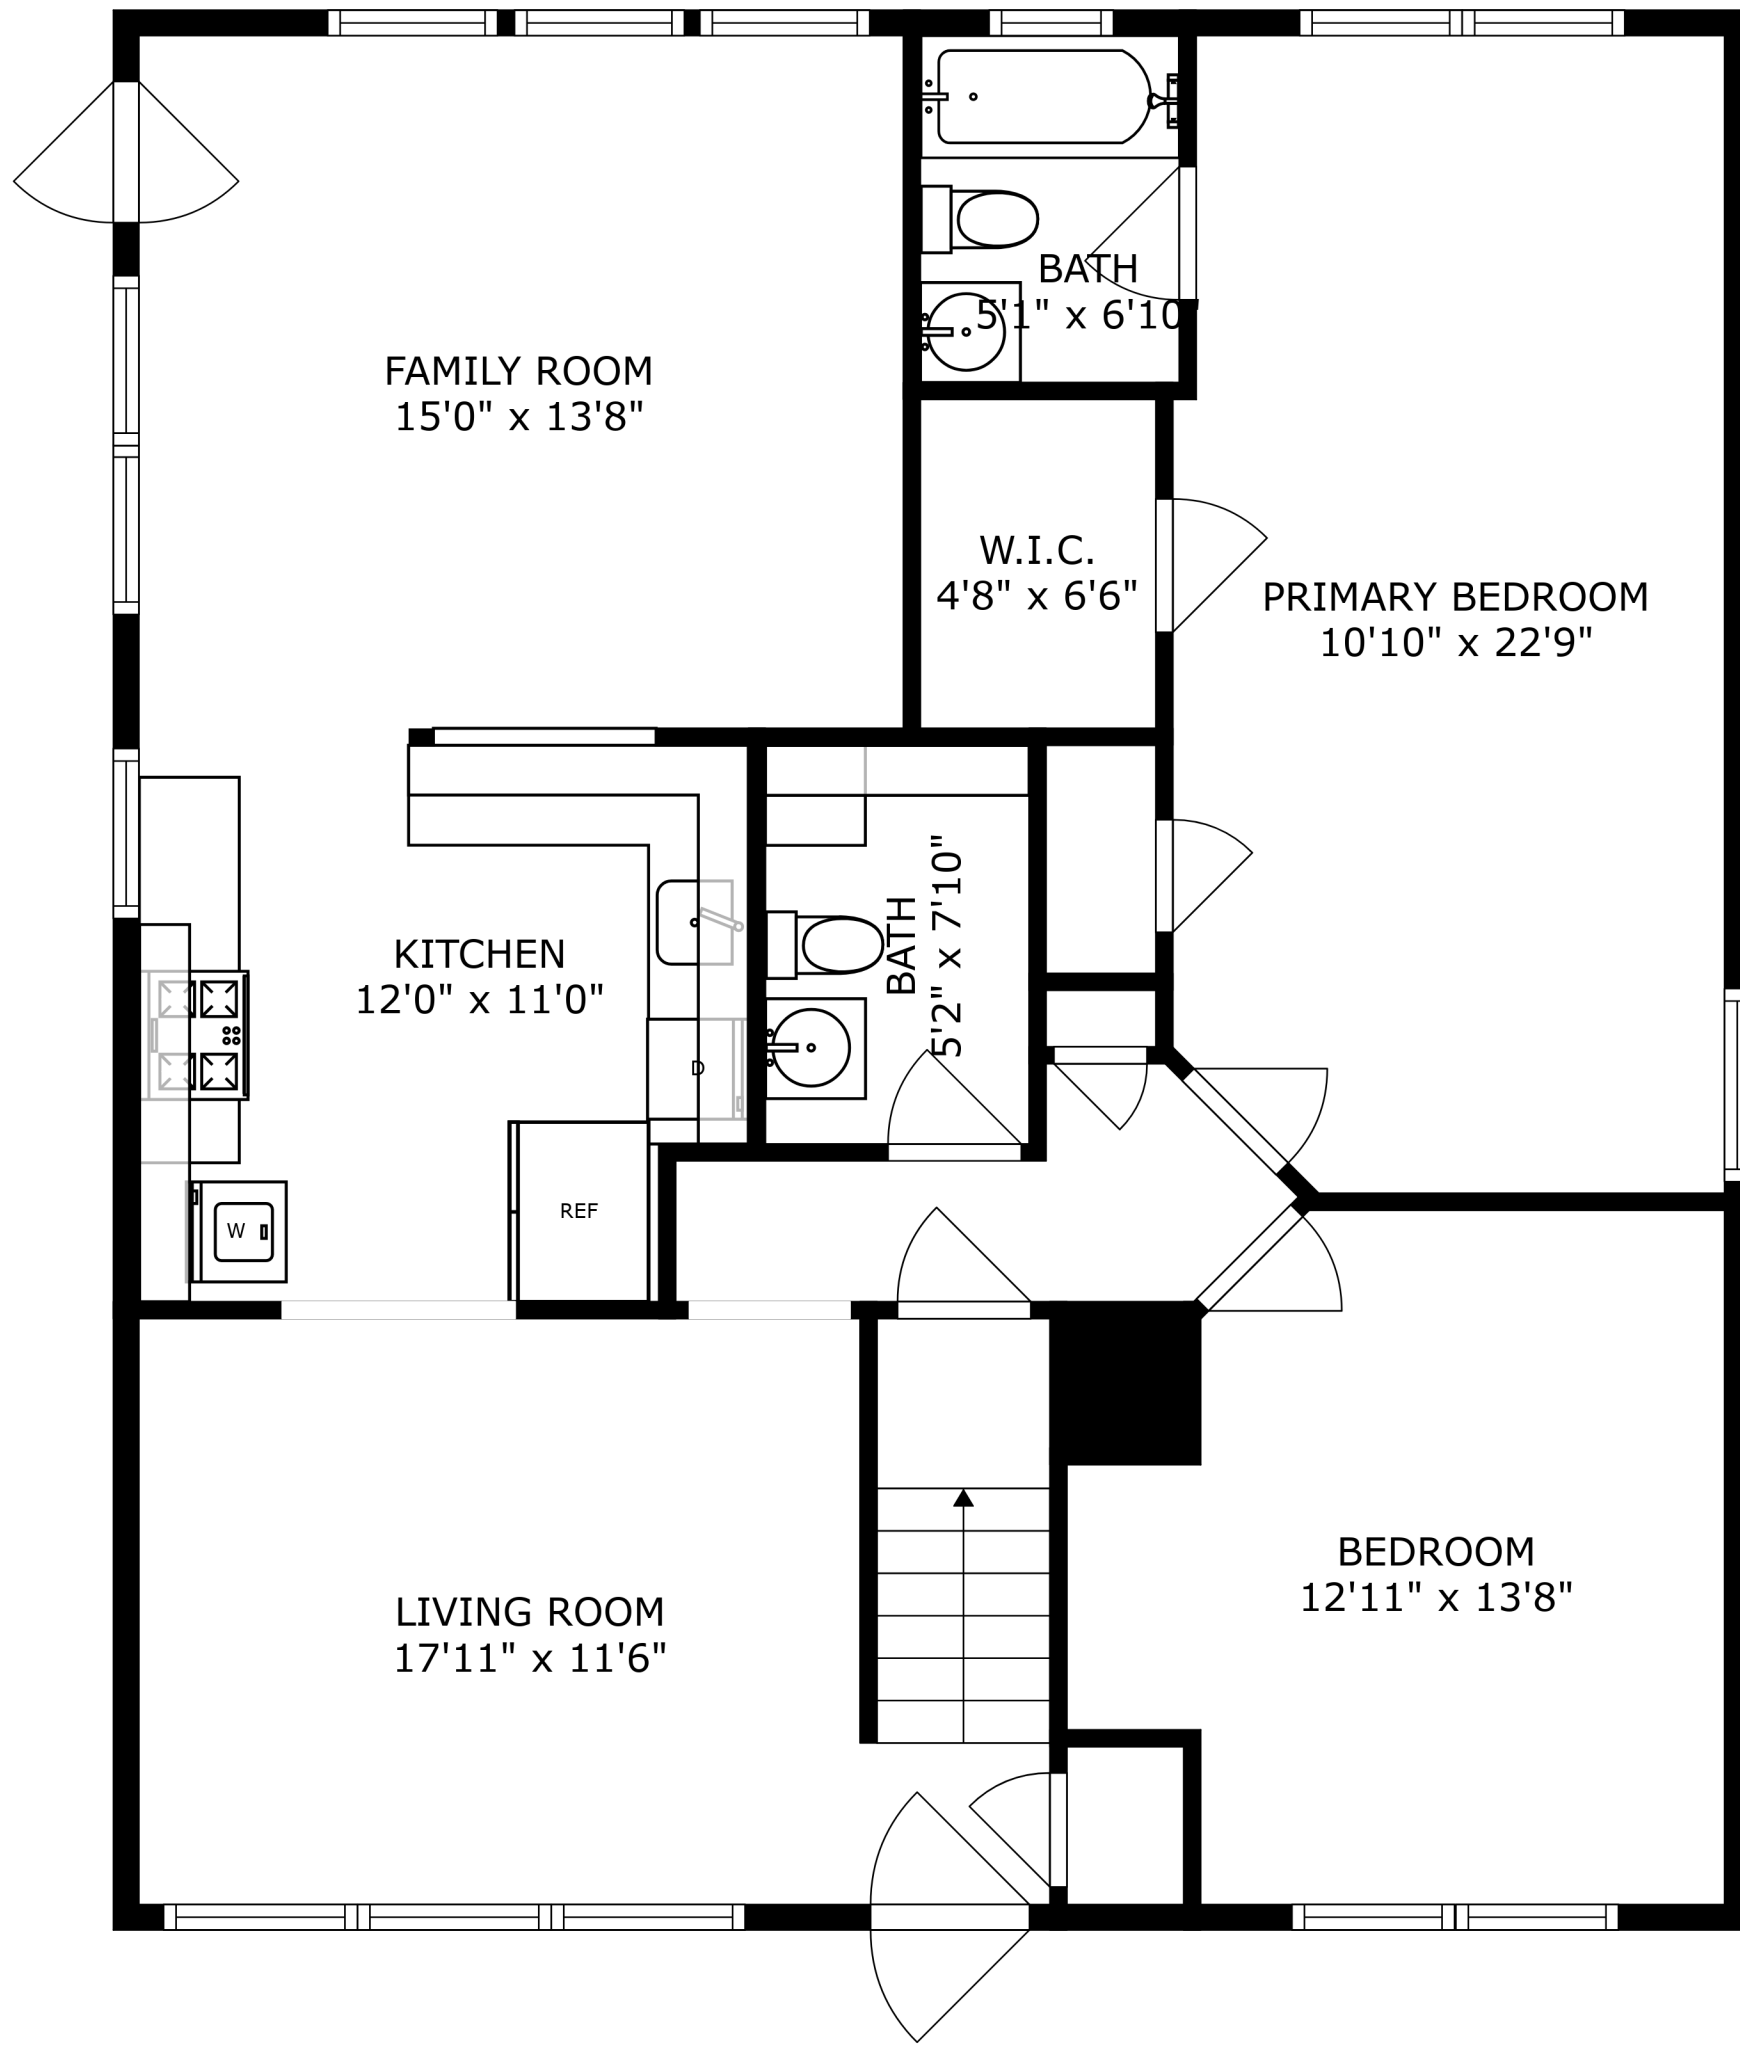 BATH
5'1" x 6'10"
FAMILY ROOM
15'0" x 13'8"
W.I.C.
4'8" x 6'6"
PRIMARY BEDROOM
10'10" x 22'9"
KITCHEN
12'0" x 11'0"
BATH
5'2" x 7'10"
D
REF
W
BEDROOM
12'11" x 13'8"
LIVING ROOM
17'11" x 11'6"